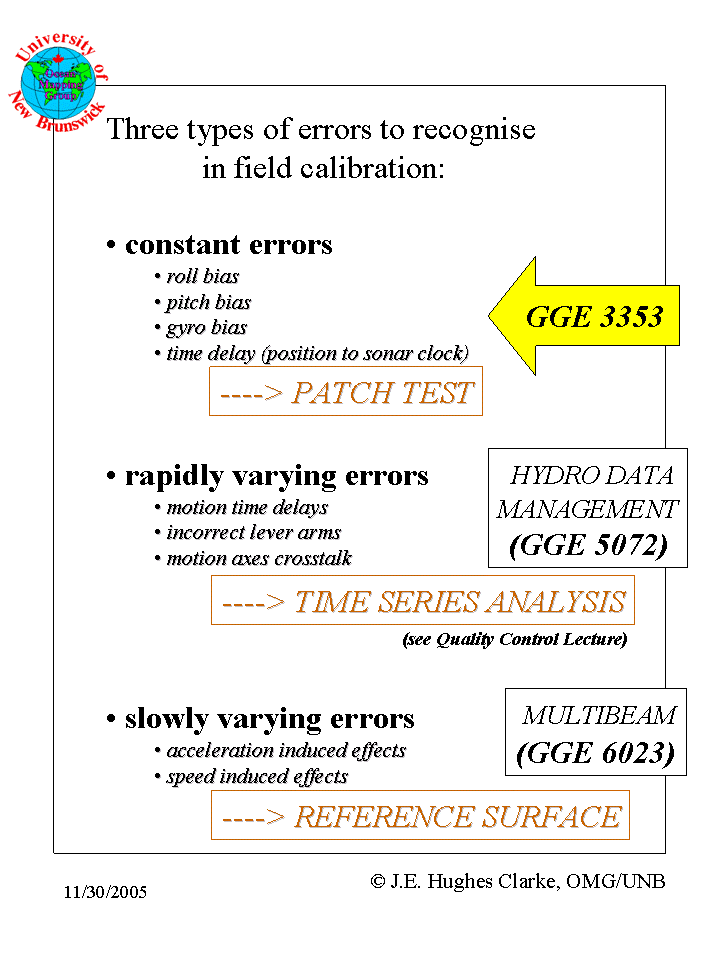 University of
New Brunswick
Ocean
Mapping
Group
Three types of errors to recognise
in field calibration:
• constant errors
• roll bias
• pitch bias
• gyro bias
• time delay (position to sonar clock)
GGE 3353
----> PATCH TEST
• rapidly varying errors
• motion time delays
• incorrect lever arms
• motion axes crosstalk
HYDRO DATA
MANAGEMENT
(GGE 5072)
----> TIME SERIES ANALYSIS
(see Quality Control Lecture)
• slowly varying errors
• acceleration induced effects
• speed induced effects
MULTIBEAM
(GGE 6023)
----> REFERENCE SURFACE
11/30/2005
© J.E. Hughes Clarke, OMG/UNB